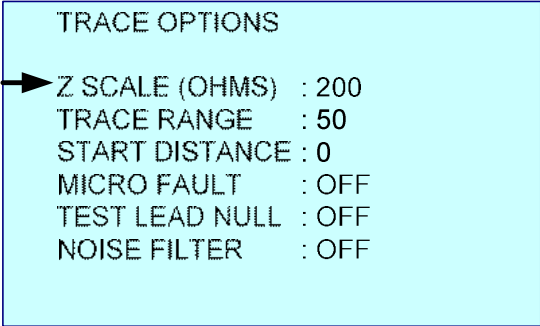 TRACE OPTIONS
Z SCALE (OHMS) : 200
TRACE RANGE : 50
START DISTANCE : 0
MICRO FAULT : OFF
TEST LEAD NULL : OFF
NOISE FILTER : OFF